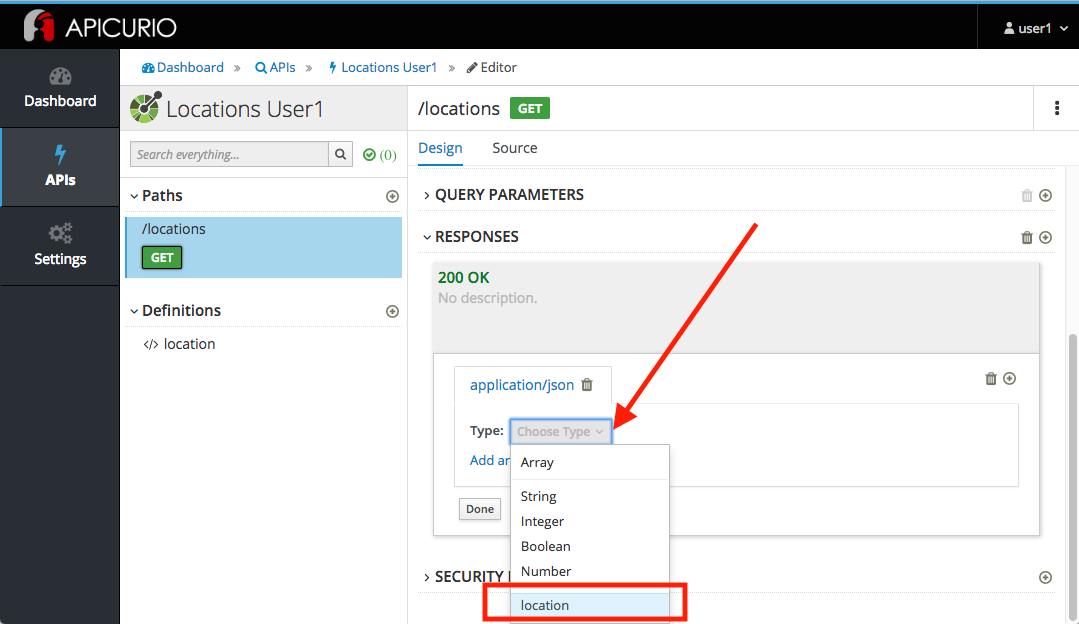 APICURIO
user1
Dashboard » APIs » Locations User1 » Editor
Dashboard
APIs
Settings
Locations User1
Search everything...
(0)
Paths
/locations
GET
Definitions
</> location
/locations GET
Design Source
QUERY PARAMETERS
RESPONSES
200 OK
No description.
application/json
Type: Choose Type
Add
Array
String
Integer
Boolean
Number
location
Done
SECURITY